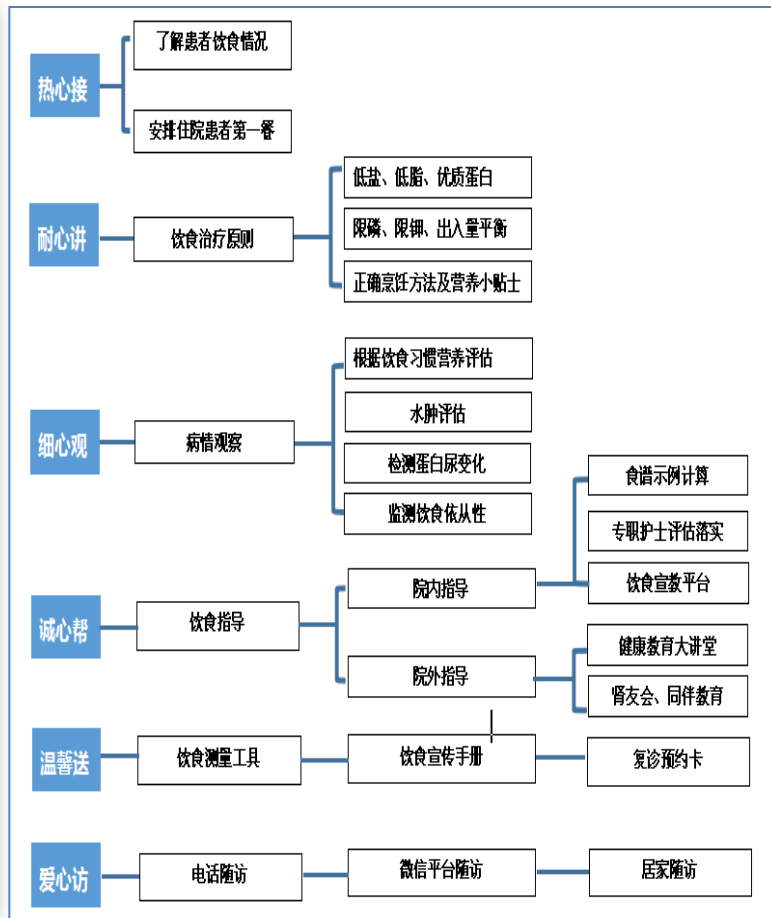 热心接
了解患者饮食情况
安排住院患者第一餐
耐心讲
饮食治疗原则
低盐、低脂、优质蛋白
限磷、限钾、出入量平衡
正确烹饪方法及营养小贴士
细心观
病情观察
根据饮食习惯营养评估
水肿评估
检测蛋白尿变化
监测饮食依从性
诚心帮
饮食指导
院内指导
食谱示例计算
专职护士评估落实
饮食宣教平台
院外指导
健康教育大讲堂
肾友会、同伴教育
温馨送
饮食测量工具
饮食宣传手册
复诊预约卡
爱心访
电话随访
微信平台随访
居家随访